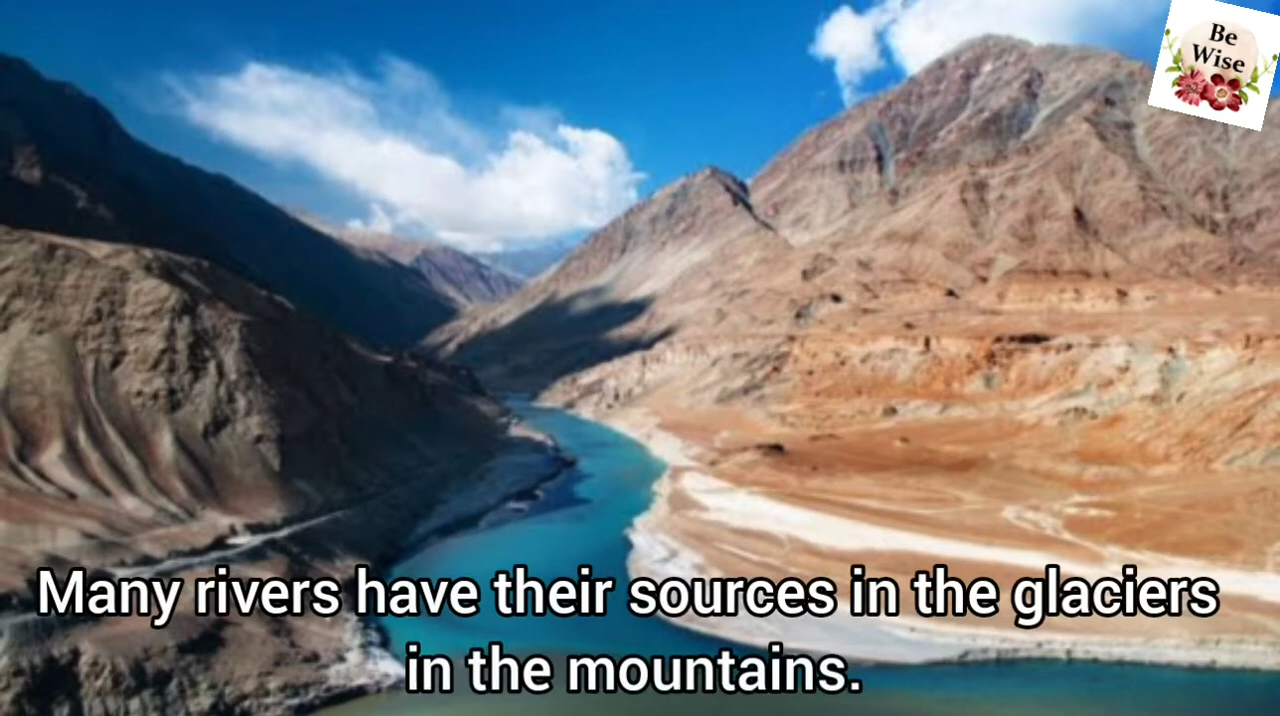 Be
Wise
Many rivers have their sources in the glaciers
in the mountains.